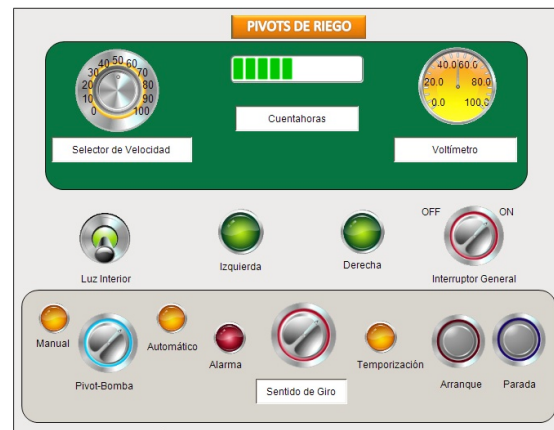 PIVOTS DE RIEGO
0 10 20 30 40 50 60 70 80 90 100
0.0 20.0 40.0 60.0 80.0 100.0
Selector de Velocidad
Cuentahoras
Voltímetro
OFF ON
Luz Interior
Izquierda
Derecha
Interruptor General
Manual
Automático
Alarma
Temporización
Pivot-Bomba
Sentido de Giro
Arranque
Parada